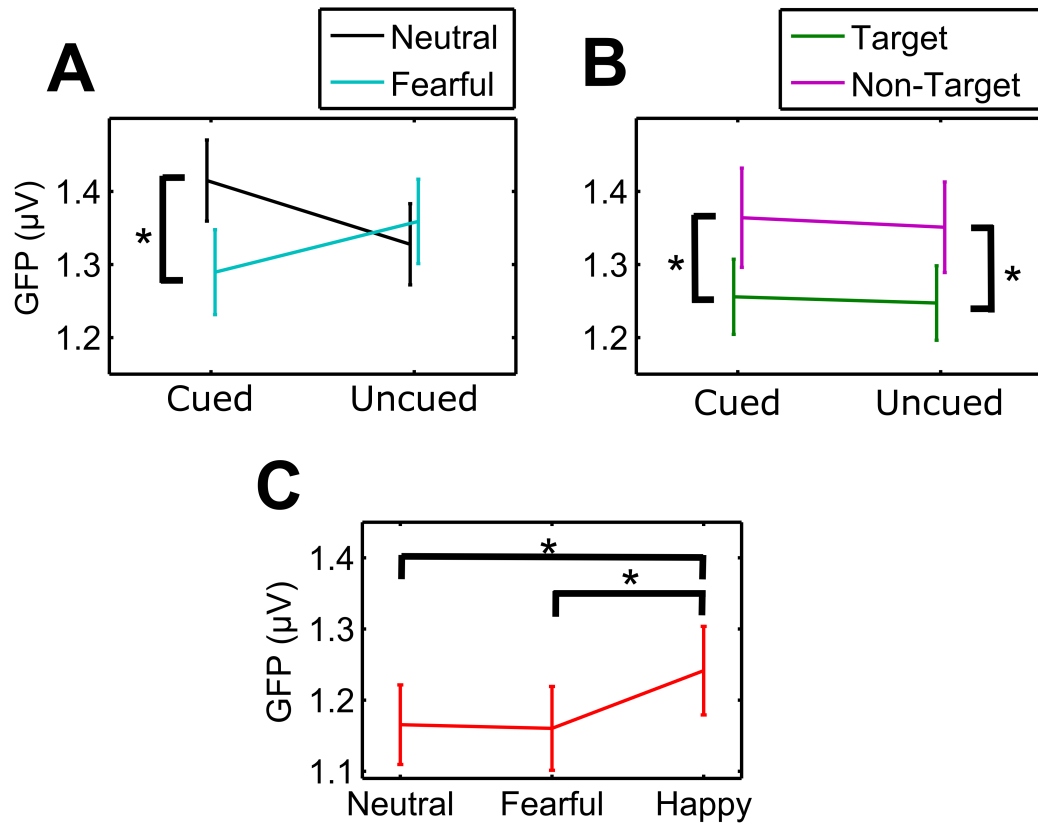 A
Neutral
Fearful
GFP (µV)
1.4
1.3
1.2
*
Cued
Uncued
B
Target
Non-Target
1.4
1.3
1.2
*
*
Cued
Uncued
C
GFP (µV)
1.4
1.3
1.2
1.1
*
*
Neutral
Fearful
Happy